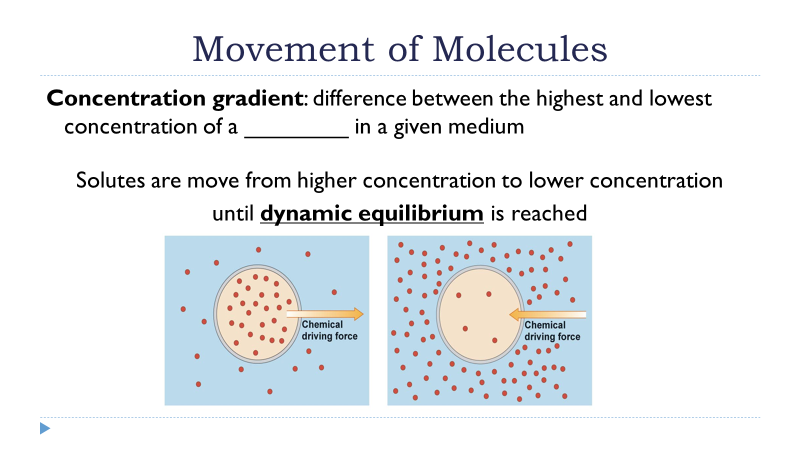 Movement of Molecules
Concentration gradient: difference between the highest and lowest
concentration of a _________ in a given medium
Solutes are move from higher concentration to lower concentration
until dynamic equilibrium is reached
Chemical
driving force
Chemical
driving force